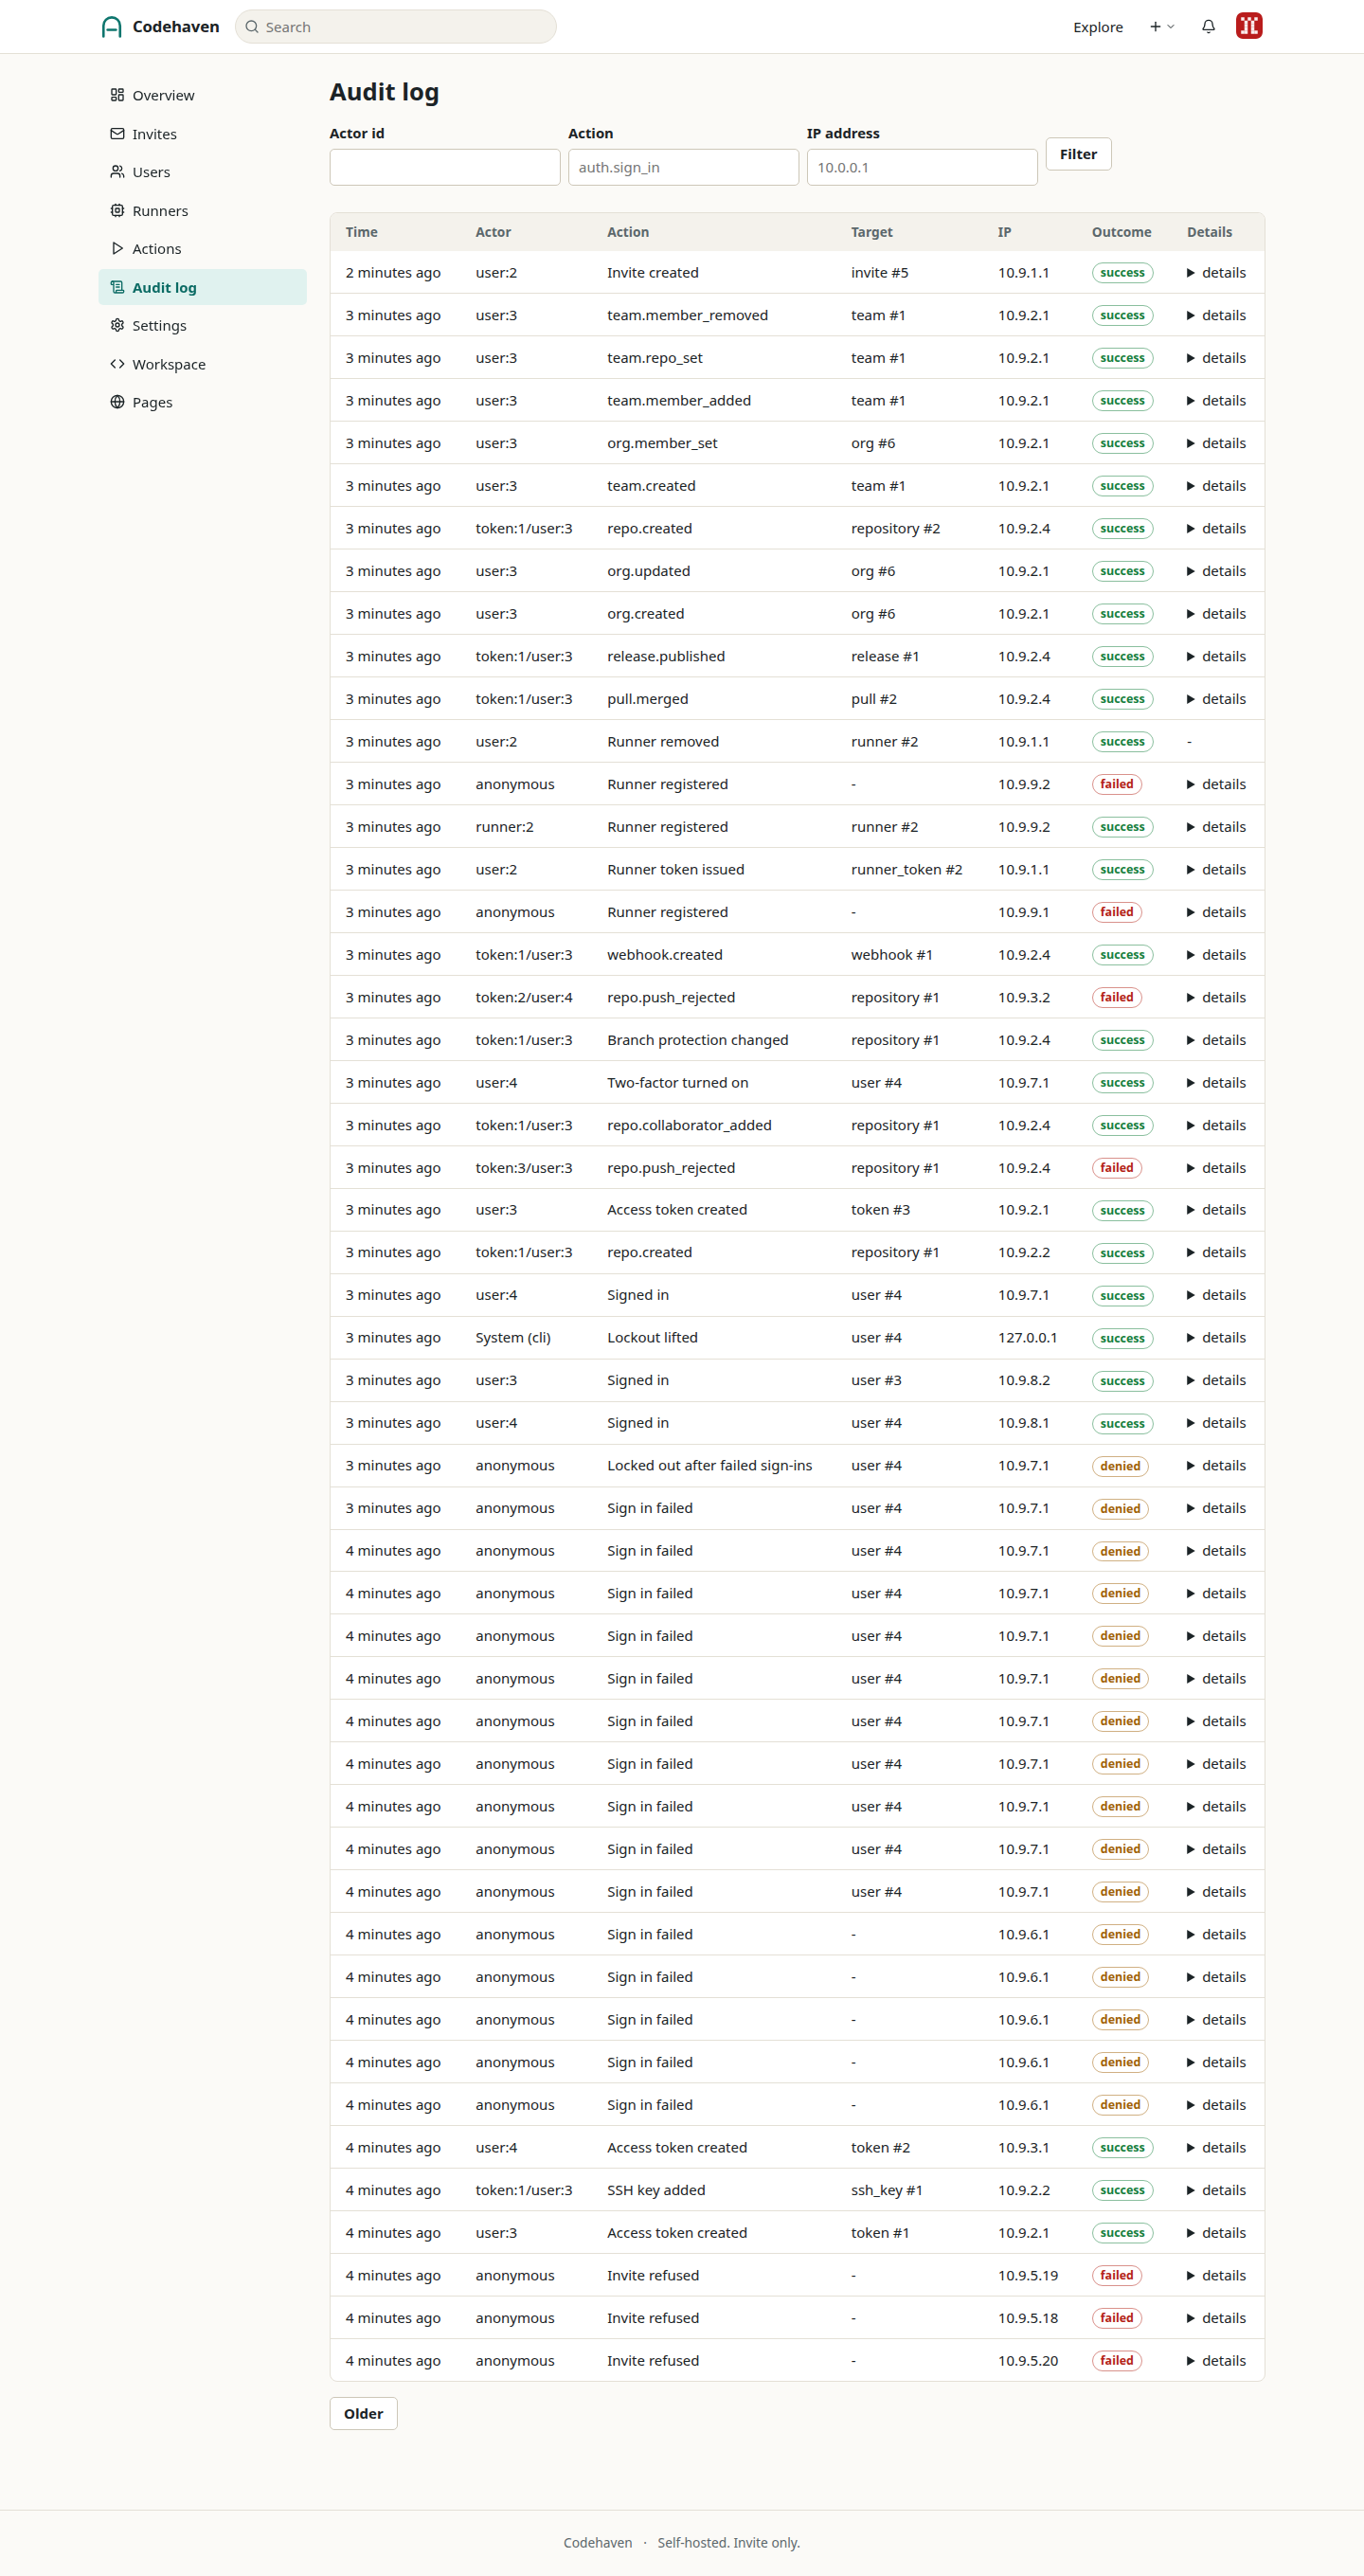 Codehaven Search Explore
Overview
Invites
Users
Runners
Actions
Audit log
Settings
Workspace
Pages
Audit log
Actor id Action IP address
auth.sign_in 10.0.0.1 Filter
Time Actor Action Target IP Outcome Details
2 minutes ago user:2 Invite created invite #5 10.9.1.1 success details
3 minutes ago user:3 team.member_removed team #1 10.9.2.1 success details
3 minutes ago user:3 team.repo_set team #1 10.9.2.1 success details
3 minutes ago user:3 team.member_added team #1 10.9.2.1 success details
3 minutes ago user:3 org.member_set org #6 10.9.2.1 success details
3 minutes ago user:3 team.created team #1 10.9.2.1 success details
3 minutes ago token:1/user:3 repo.created repository #2 10.9.2.4 success details
3 minutes ago user:3 org.updated org #6 10.9.2.1 success details
3 minutes ago user:3 org.created org #6 10.9.2.1 success details
3 minutes ago token:1/user:3 release.published release #1 10.9.2.4 success details
3 minutes ago token:1/user:3 pull.merged pull #2 10.9.2.4 success details
3 minutes ago user:2 Runner removed runner #2 10.9.1.1 success -
3 minutes ago anonymous Runner registered - 10.9.9.2 failed details
3 minutes ago runner:2 Runner registered runner #2 10.9.9.2 success details
3 minutes ago user:2 Runner token issued runner_token #2 10.9.1.1 success details
3 minutes ago anonymous Runner registered - 10.9.9.1 failed details
3 minutes ago token:1/user:3 webhook.created webhook #1 10.9.2.4 success details
3 minutes ago token:2/user:4 repo.push_rejected repository #1 10.9.3.2 failed details
3 minutes ago token:1/user:3 Branch protection changed repository #1 10.9.2.4 success details
3 minutes ago user:4 Two-factor turned on user #4 10.9.7.1 success details
3 minutes ago token:1/user:3 repo.collaborator_added repository #1 10.9.2.4 success details
3 minutes ago token:3/user:3 repo.push_rejected repository #1 10.9.2.4 failed details
3 minutes ago user:3 Access token created token #3 10.9.2.1 success details
3 minutes ago token:1/user:3 repo.created repository #1 10.9.2.2 success details
3 minutes ago user:4 Signed in user #4 10.9.7.1 success details
3 minutes ago System (cli) Lockout lifted user #4 127.0.0.1 success details
3 minutes ago user:3 Signed in user #3 10.9.8.2 success details
3 minutes ago user:4 Signed in user #4 10.9.8.1 success details
3 minutes ago anonymous Locked out after failed sign-ins user #4 10.9.7.1 denied details
3 minutes ago anonymous Sign in failed user #4 10.9.7.1 denied details
4 minutes ago anonymous Sign in failed user #4 10.9.7.1 denied details
4 minutes ago anonymous Sign in failed user #4 10.9.7.1 denied details
4 minutes ago anonymous Sign in failed user #4 10.9.7.1 denied details
4 minutes ago anonymous Sign in failed user #4 10.9.7.1 denied details
4 minutes ago anonymous Sign in failed user #4 10.9.7.1 denied details
4 minutes ago anonymous Sign in failed user #4 10.9.7.1 denied details
4 minutes ago anonymous Sign in failed user #4 10.9.7.1 denied details
4 minutes ago anonymous Sign in failed user #4 10.9.7.1 denied details
4 minutes ago anonymous Sign in failed user #4 10.9.7.1 denied details
4 minutes ago anonymous Sign in failed - 10.9.6.1 denied details
4 minutes ago anonymous Sign in failed - 10.9.6.1 denied details
4 minutes ago anonymous Sign in failed - 10.9.6.1 denied details
4 minutes ago anonymous Sign in failed - 10.9.6.1 denied details
4 minutes ago anonymous Sign in failed - 10.9.6.1 denied details
4 minutes ago user:4 Access token created token #2 10.9.3.1 success details
4 minutes ago token:1/user:3 SSH key added ssh_key #1 10.9.2.2 success details
4 minutes ago user:3 Access token created token #1 10.9.2.1 success details
4 minutes ago anonymous Invite refused - 10.9.5.19 failed details
4 minutes ago anonymous Invite refused - 10.9.5.18 failed details
4 minutes ago anonymous Invite refused - 10.9.5.20 failed details
Older
Codehaven · Self-hosted. Invite only.